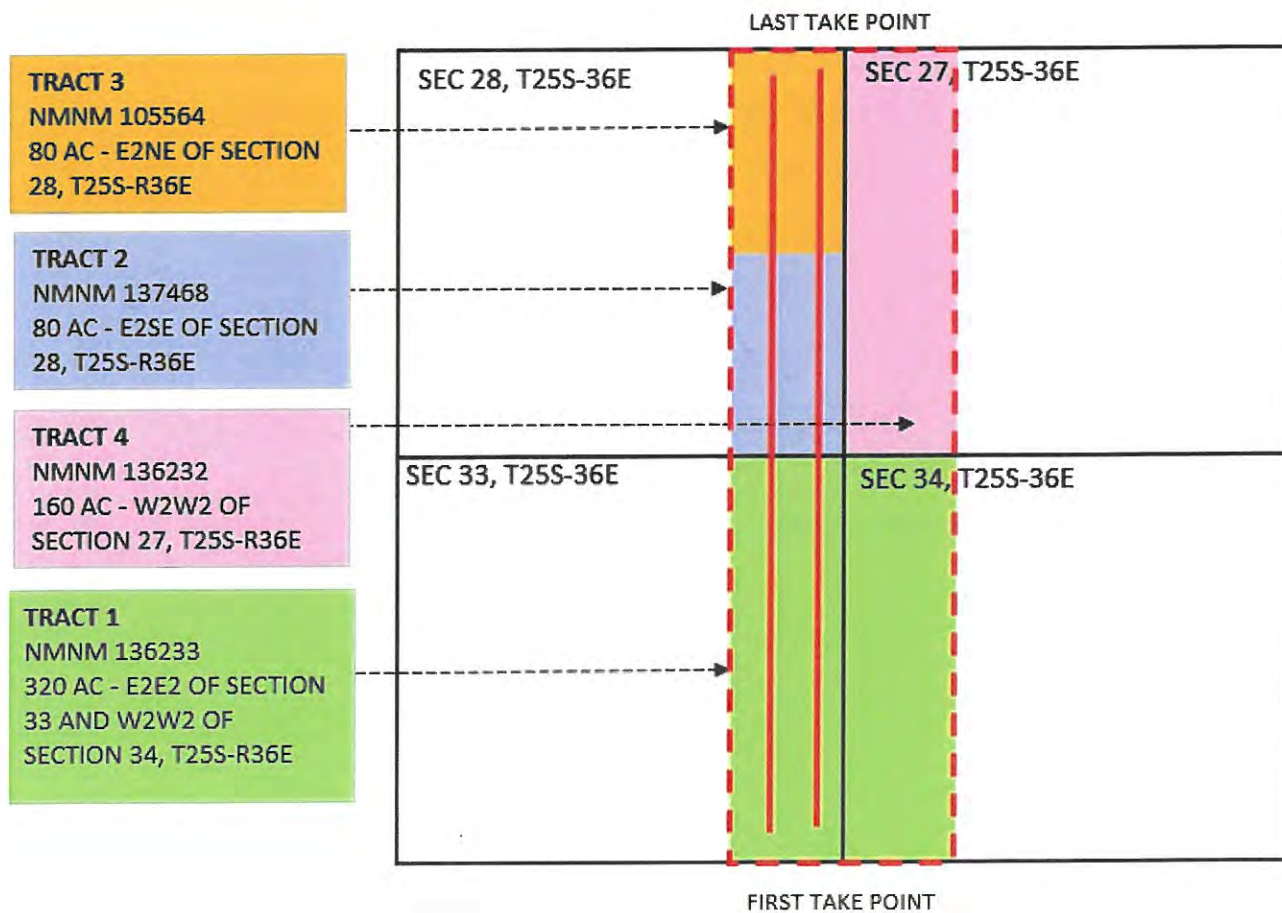 LAST TAKE POINT
TRACT 3
NMNM 105564
80 AC - E2NE OF SECTION
28, T25S-R36E
TRACT 2
NMNM 137468
80 AC - E2SE OF SECTION
28, T25S-R36E
TRACT 4
NMNM 136232
160 AC - W2W2 OF
SECTION 27, T25S-R36E
TRACT 1
NMNM 136233
320 AC - E2E2 OF SECTION
33 AND W2W2 OF
SECTION 34, T25S-R36E
SEC 28, T25S-36E
SEC 27, T25S-36E
SEC 33, T25S-36E
SEC 34, T25S-36E
FIRST TAKE POINT